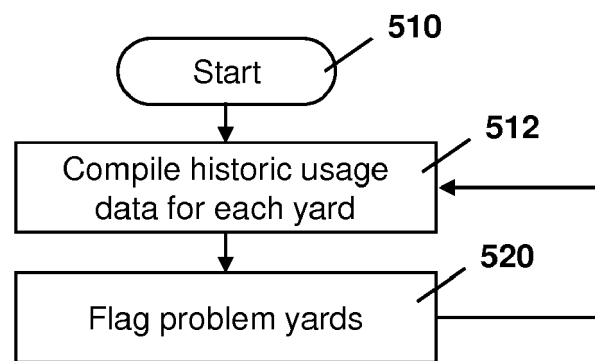 510
Start
512
Compile historic usage
data for each yard
520
Flag problem yards